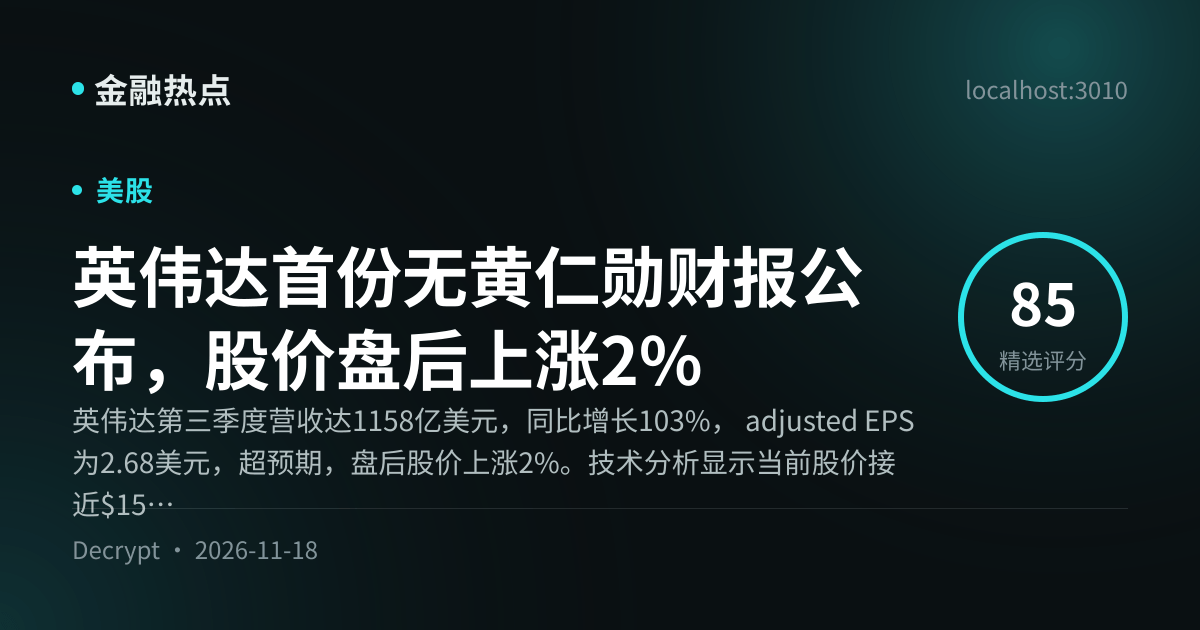 金融热点
localhost:3010
美股
英伟达首份无黄仁勋财报公
布，股价盘后上涨2%
85
精选评分
英伟达第三季度营收达1158亿美元，同比增长103%， adjusted EPS
为2.68美元，超预期，盘后股价上涨2%。技术分析显示当前股价接
近$15…
Decrypt · 2026-11-18